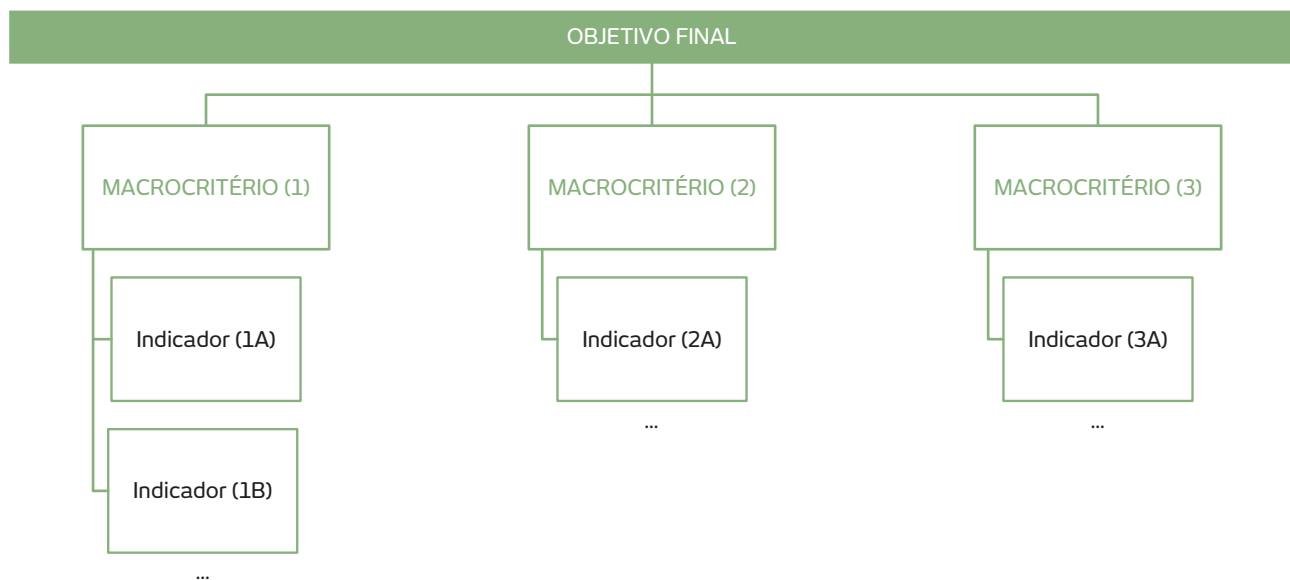 OBJETIVO FINAL
MACROCRITÉRIO (1)
MACROCRITÉRIO (2)
MACROCRITÉRIO (3)
Indicador (1A)
Indicador (2A)
Indicador (3A)
...
...
Indicador (1B)
...